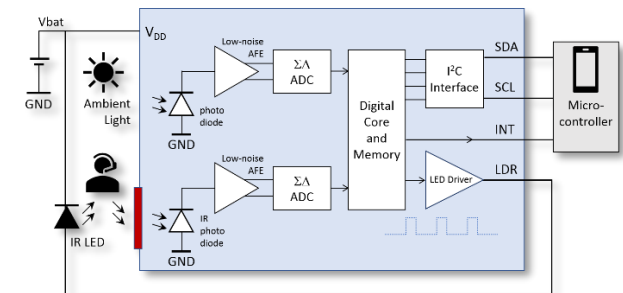 Vbat
V_DD
GND
Ambient
Light
Low-noise
AFE
ΣΔ
ADC
photo
diode
GND
Digital
Core
and
Memory
I²C
Interface
SDA
SCL
INT
LDR
Micro-
controller
Low-noise
AFE
ΣΔ
ADC
LED Driver
IR
photo
diode
GND
IR LED